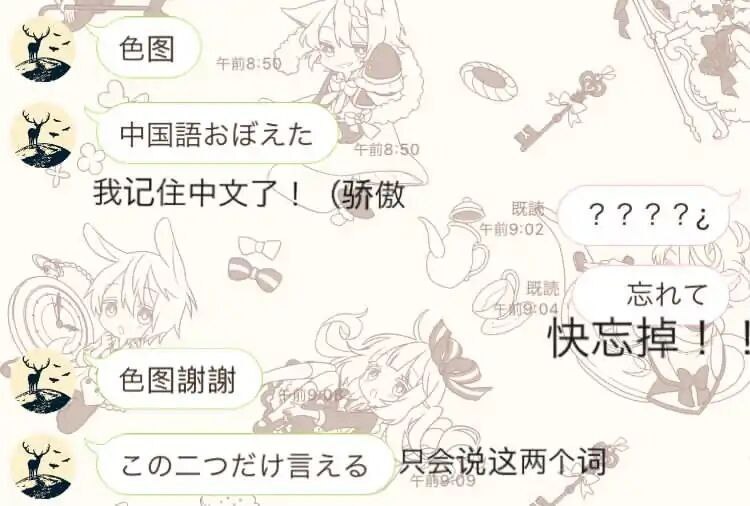 色图
午前8:50
中国語おぼえた
午前8:50
我记住中文了！（骄傲
？？？？¿
既読
午前9:02
忘れて
既読
午前9:04
快忘掉！！
色图謝謝
午前9:08
この二つだけ言える
只会说这两个词
午前9:09